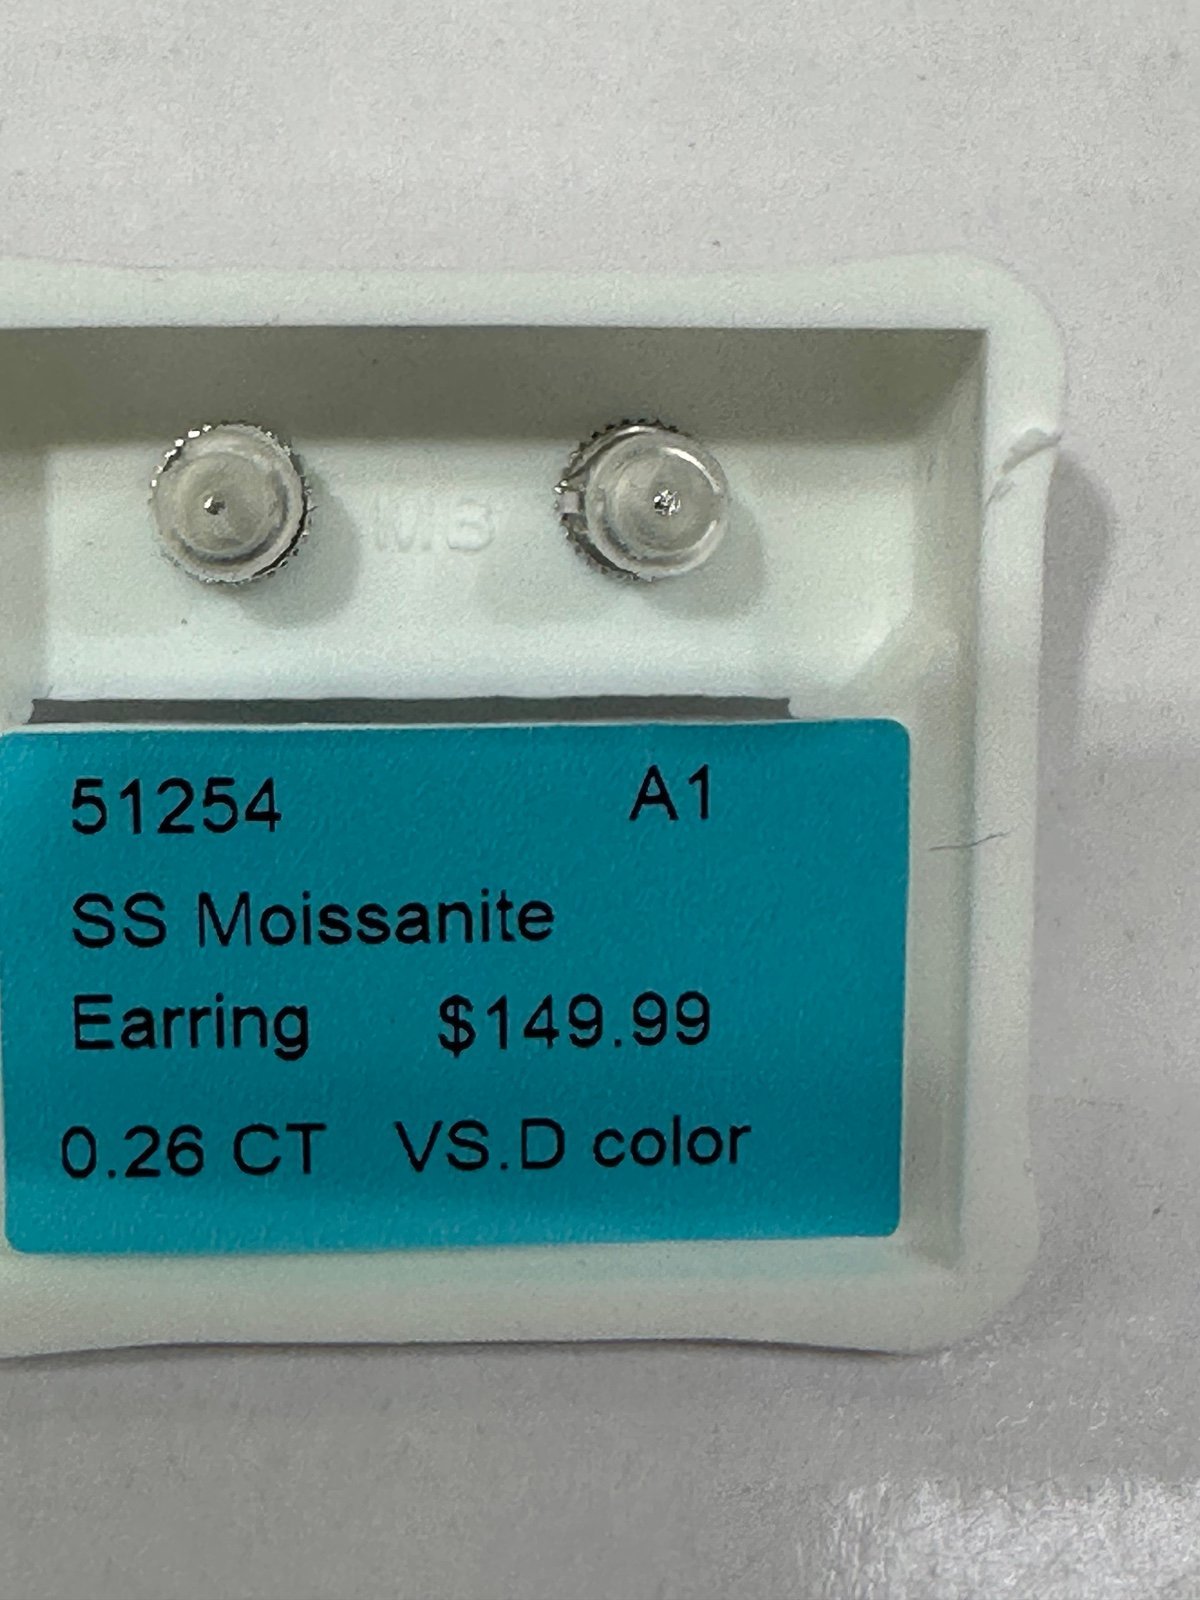 M.B
51254 A1
SS Moissanite
Earring $149.99
0.26 CT VS.D color